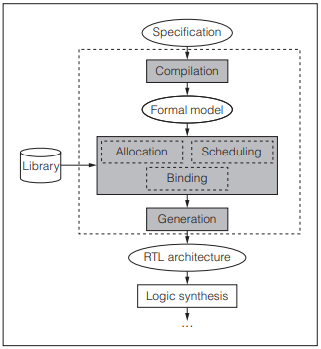 Specification
Compilation
Formal model
Allocation Scheduling
Library
Binding
Generation
RTL architecture
Logic synthesis
...